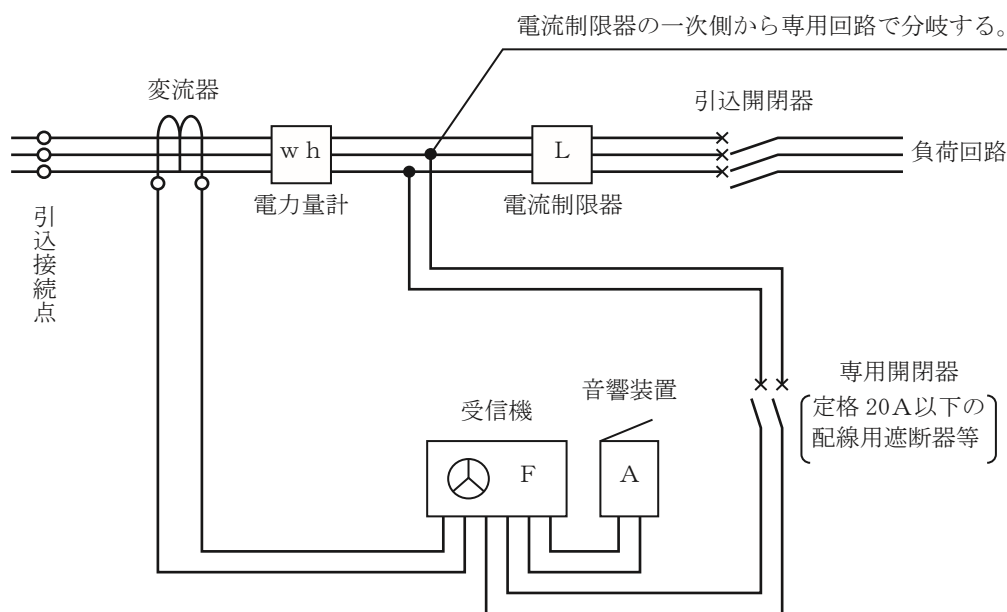 電流制限器の一次側から専用回路で分岐する。
変流器
引込開閉器
wh
L
負荷回路
電力量計
電流制限器
引込接続点
専用開閉器
定格20A以下の
配線用遮断器等
音響装置
受信機
F
A